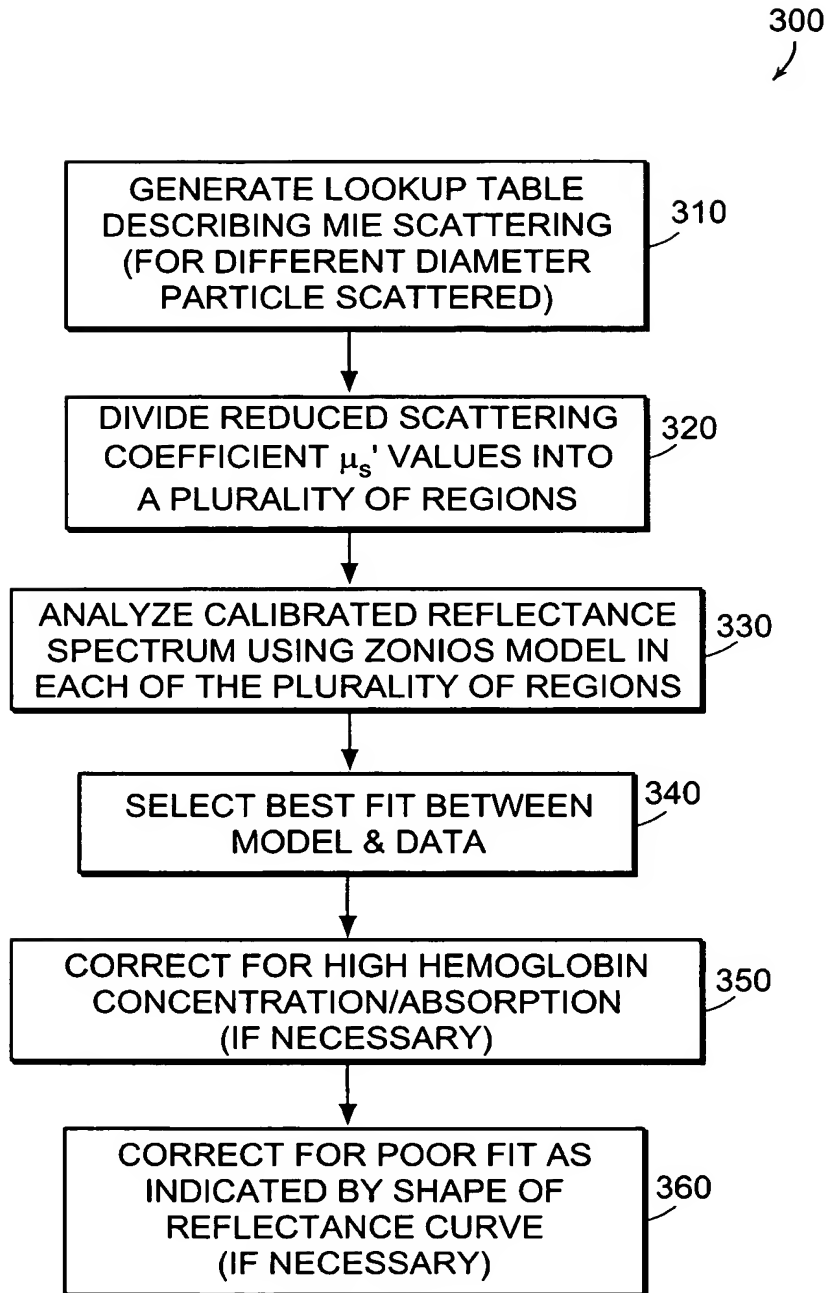 300
GENERATE LOOKUP TABLE
DESCRIBING MIE SCATTERING
(FOR DIFFERENT DIAMETER
PARTICLE SCATTERED)
310
DIVIDE REDUCED SCATTERING
COEFFICIENT μs' VALUES INTO
A PLURALITY OF REGIONS
320
ANALYZE CALIBRATED REFLECTANCE
SPECTRUM USING ZONIOS MODEL IN
EACH OF THE PLURALITY OF REGIONS
330
SELECT BEST FIT BETWEEN
MODEL & DATA
340
CORRECT FOR HIGH HEMOGLOBIN
CONCENTRATION/ABSORPTION
(IF NECESSARY)
350
CORRECT FOR POOR FIT AS
INDICATED BY SHAPE OF
REFLECTANCE CURVE
(IF NECESSARY)
360